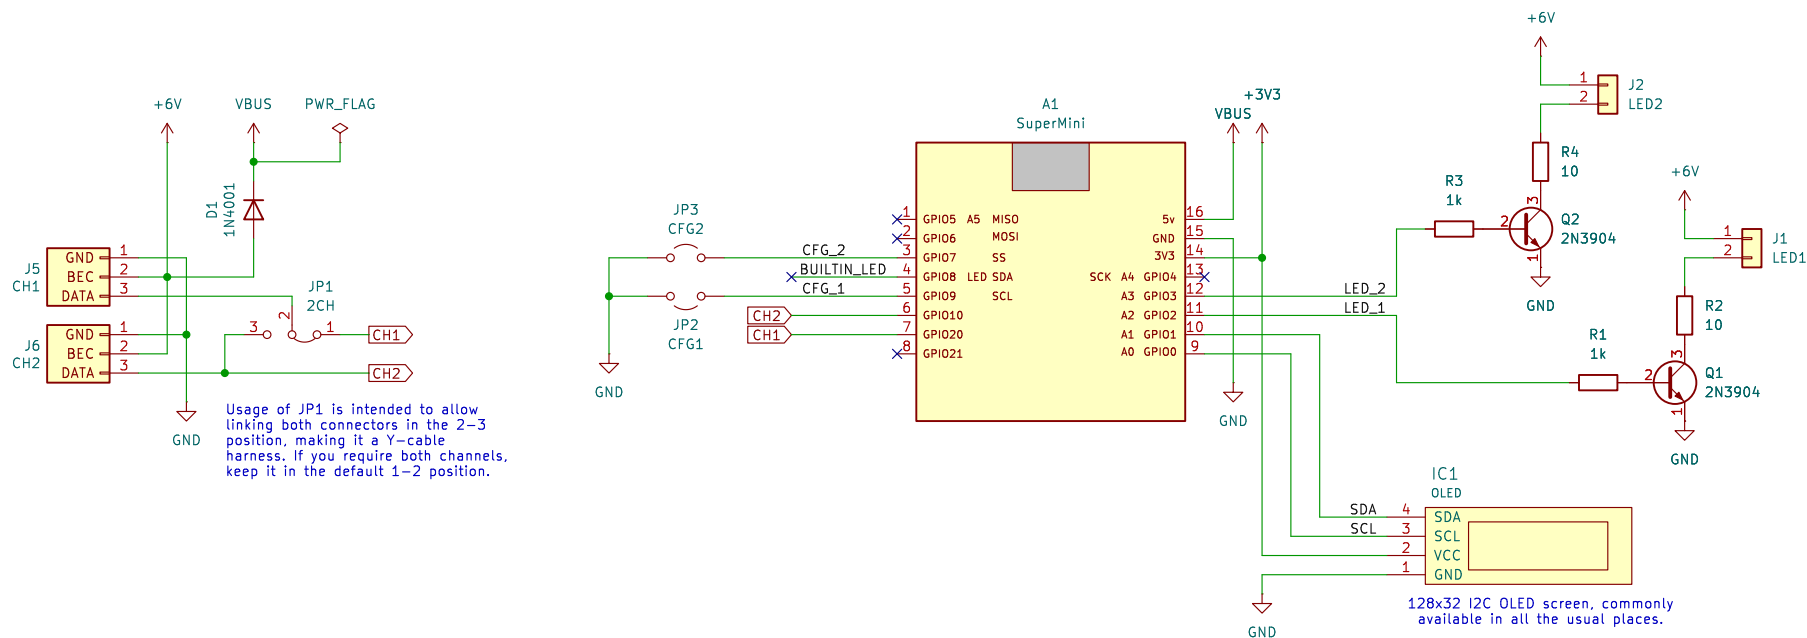 +6V
VBUS
PWR_FLAG
D1
1N4001
J5
CH1
GND 1
BEC 2
DATA 3
J6
CH2
GND 1
BEC 2
DATA 3
JP1
2CH
3 2 1
CH1
CH2
GND
Usage of JP1 is intended to allow
linking both connectors in the 2-3
position, making it a Y-cable
harness. If you require both channels,
keep it in the default 1-2 position.
JP3
CFG2
JP2
CFG1
GND
CFG_2
BUILTIN_LED
CFG_1
CH2
CH1
A1
SuperMini
1 GPIO5 A5 MISO
2 GPIO6 MOSI
3 GPIO7 SS
4 GPIO8 LED SDA
5 GPIO9 SCL
6 GPIO10
7 GPIO20
8 GPIO21
5v 16
GND 15
3V3 14
SCK A4 GPIO4 13
A3 GPIO3 12
A2 GPIO2 11
A1 GPIO1 10
A0 GPIO0 9
VBUS
+3V3
GND
LED_2
LED_1
+6V
1
2
J2
LED2
R4
10
R3
1k
3
2
1
Q2
2N3904
GND
+6V
1
2
J1
LED1
R2
10
R1
1k
3
2
1
Q1
2N3904
GND
IC1
OLED
SDA 4 SDA
SCL 3 SCL
2 VCC
1 GND
GND
128x32 I2C OLED screen, commonly
available in all the usual places.